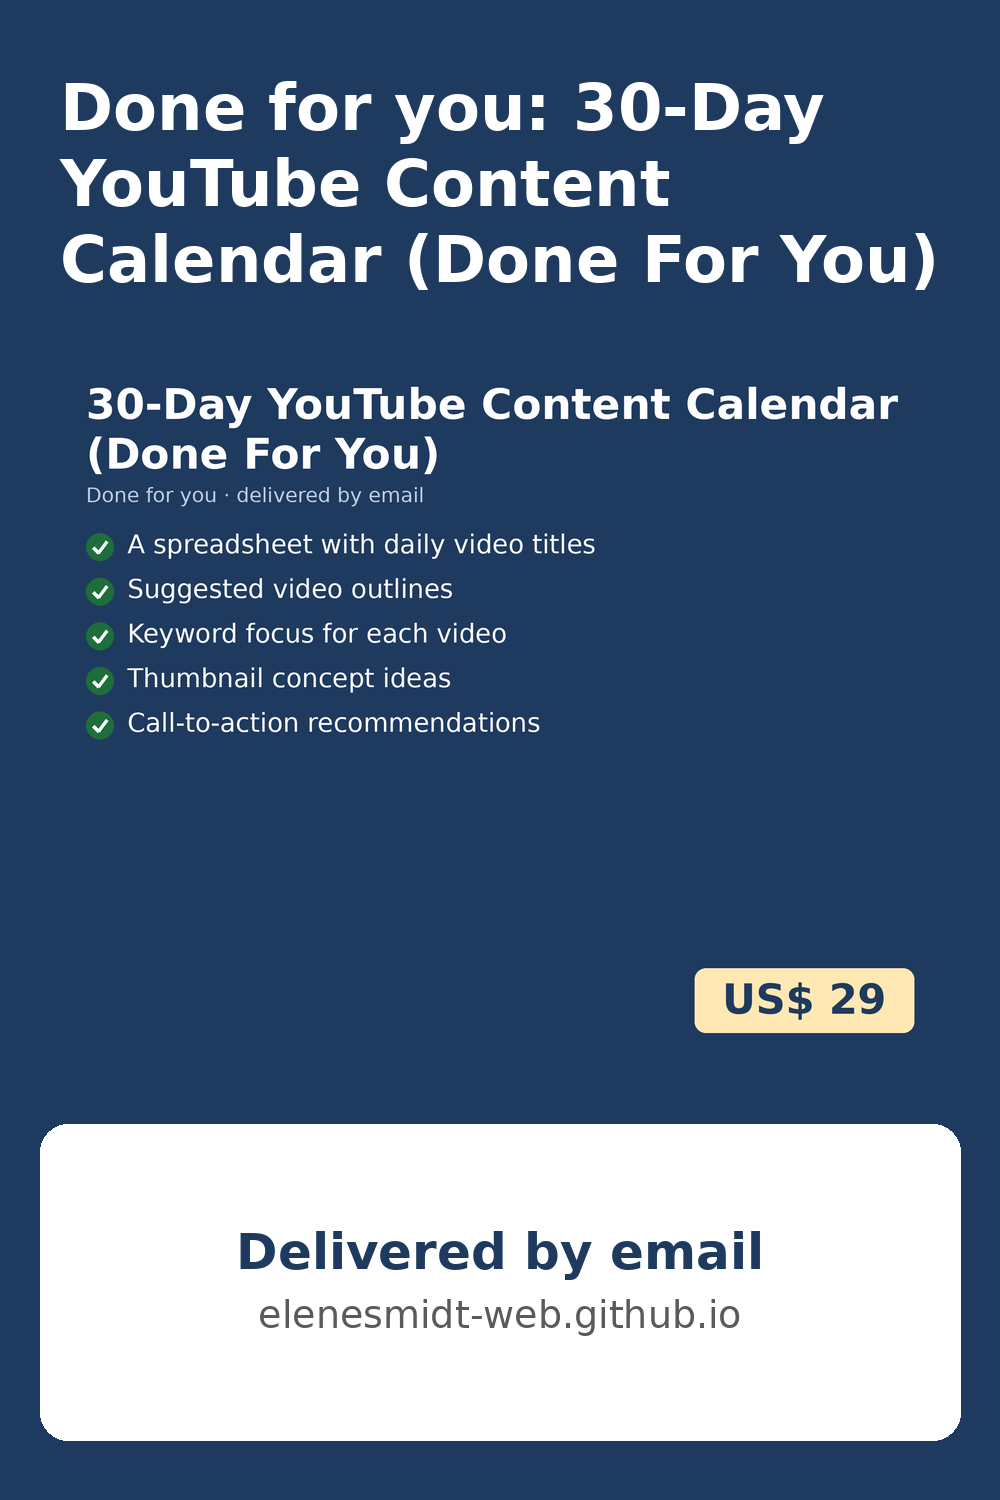 Done for you: 30-Day
YouTube Content
Calendar (Done For You)
30-Day YouTube Content Calendar
(Done For You)
Done for you · delivered by email
A spreadsheet with daily video titles
Suggested video outlines
Keyword focus for each video
Thumbnail concept ideas
Call-to-action recommendations
US$ 29
Delivered by email
elenesmidt-web.github.io